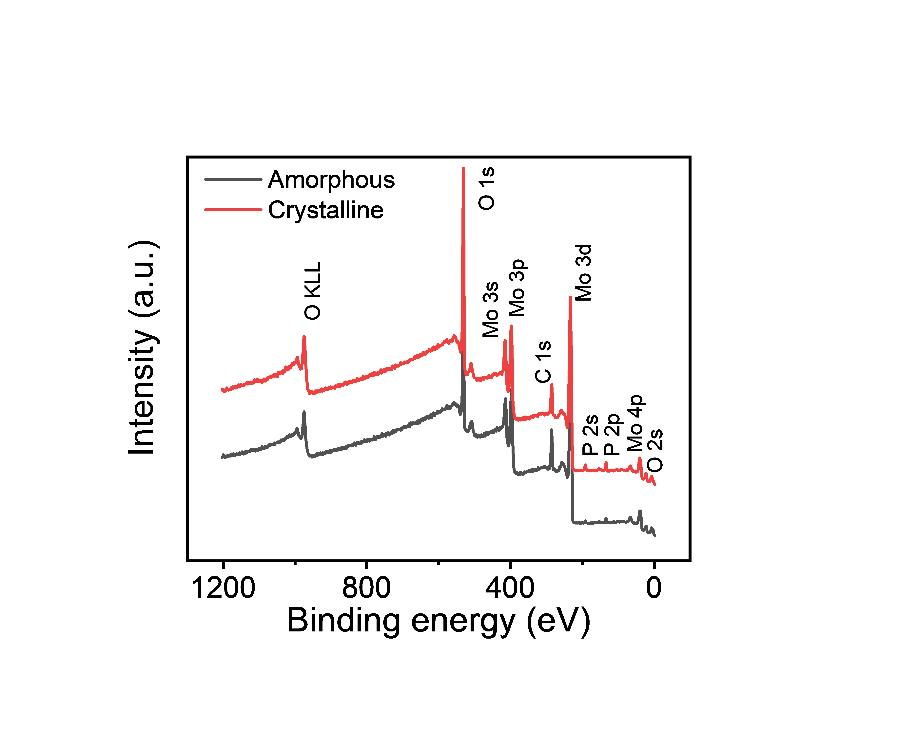 Amorphous
Crystalline
O KLL
O 1s
Mo 3s
Mo 3p
C 1s
Mo 3d
P 2s
P 2p
Mo 4p
O 2s
Intensity (a.u.)
1200 800 400 0
Binding energy (eV)